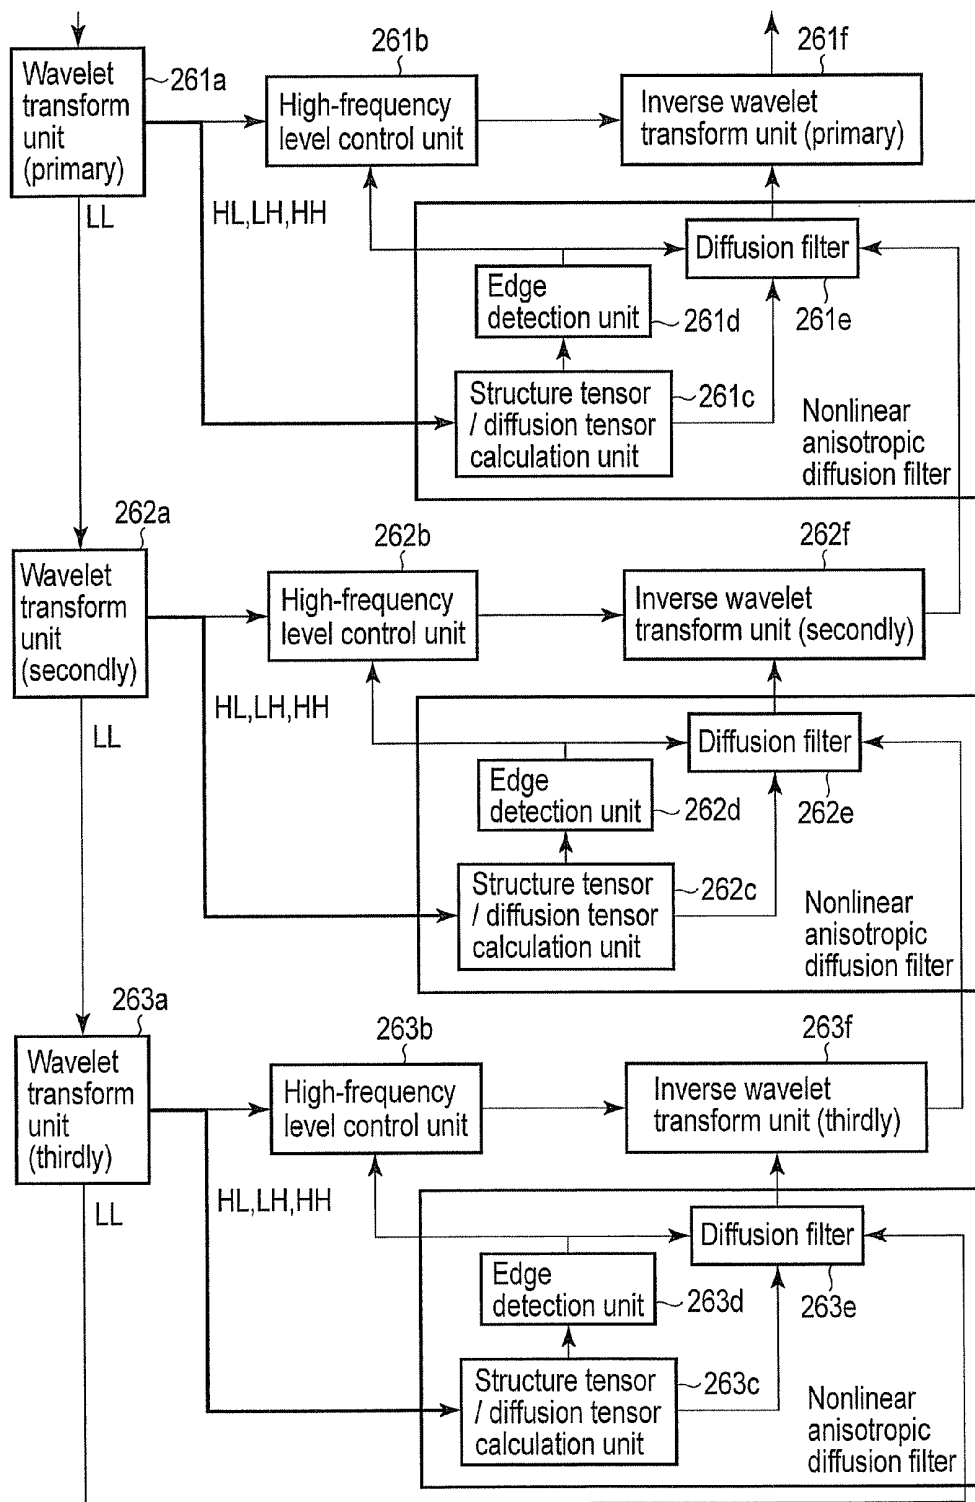 Wavelet
transform
unit
(primary)
261a
261b
High-frequency
level control unit
261f
Inverse wavelet
transform unit (primary)
LL
HL,LH,HH
Diffusion filter
261e
Edge
detection unit
261d
Structure tensor
/ diffusion tensor
calculation unit
261c
Nonlinear
anisotropic
diffusion filter
262a
Wavelet
transform
unit
(secondly)
262b
High-frequency
level control unit
262f
Inverse wavelet
transform unit (secondly)
LL
HL,LH,HH
Diffusion filter
262e
Edge
detection unit
262d
Structure tensor
/ diffusion tensor
calculation unit
262c
Nonlinear
anisotropic
diffusion filter
263a
Wavelet
transform
unit
(thirdly)
263b
High-frequency
level control unit
263f
Inverse wavelet
transform unit (thirdly)
LL
HL,LH,HH
Diffusion filter
263e
Edge
detection unit
263d
Structure tensor
/ diffusion tensor
calculation unit
263c
Nonlinear
anisotropic
diffusion filter